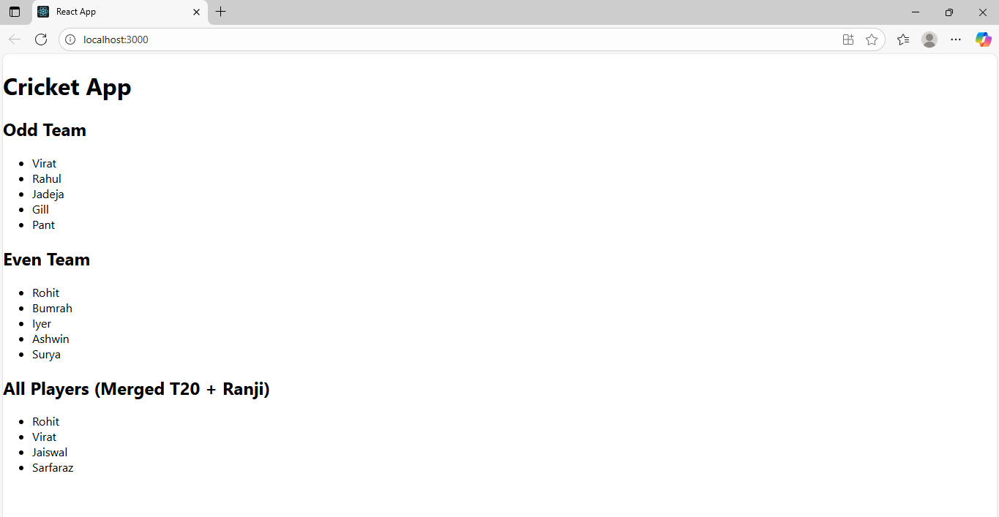 React App
localhost:3000
Cricket App
Odd Team
Virat
Rahul
Jadeja
Gill
Pant
Even Team
Rohit
Bumrah
Iyer
Ashwin
Surya
All Players (Merged T20 + Ranji)
Rohit
Virat
Jaiswal
Sarfaraz